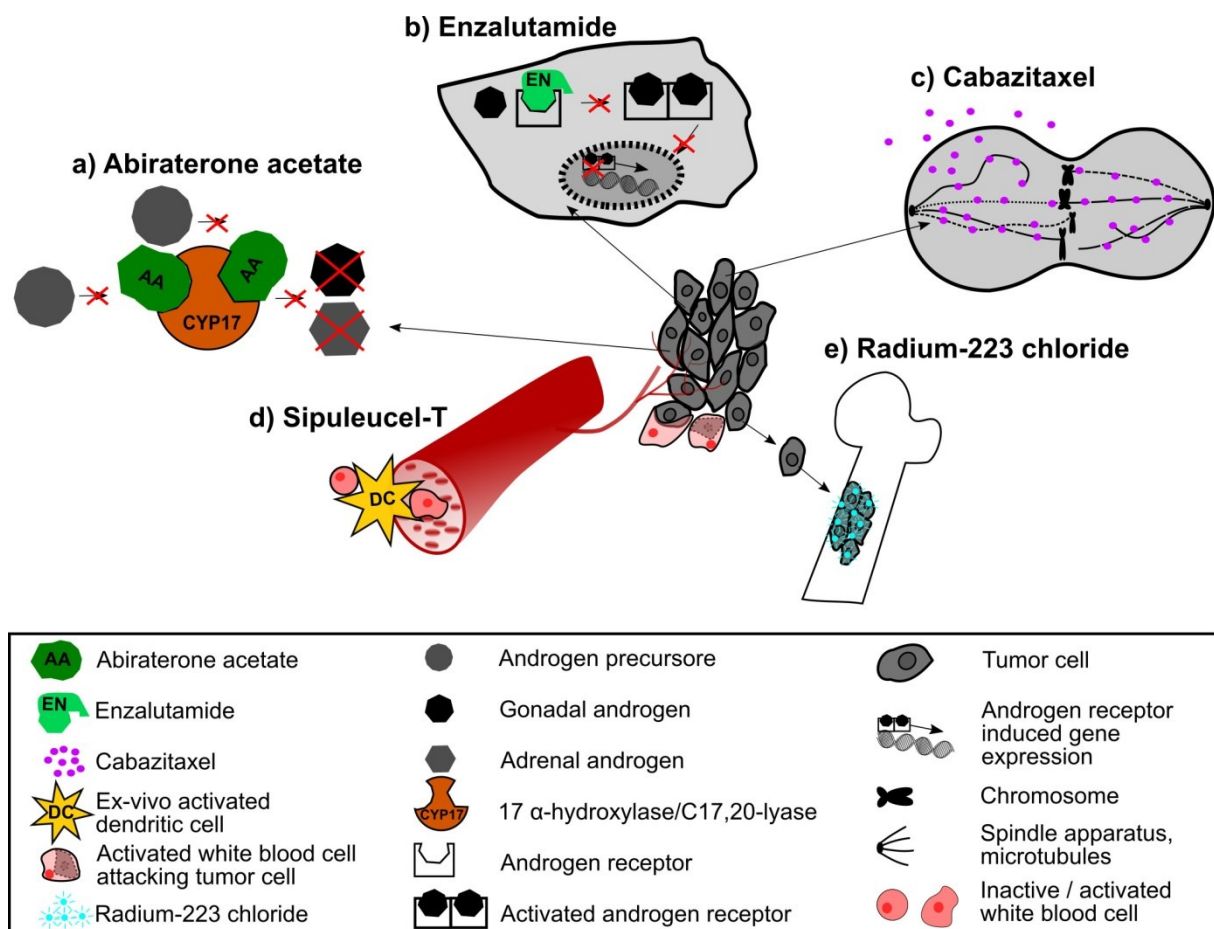 b) Enzalutamide
EN
c) Cabazitaxel
a) Abiraterone acetate
AA
AA
CYP17
e) Radium-223 chloride
d) Sipuleucel-T
DC
AA
Abiraterone acetate
EN
Enzalutamide
Cabazitaxel
DC
Ex-vivo activated
dendritic cell
Activated white blood cell
attacking tumor cell
Radium-223 chloride
Androgen precursore
Gonadal androgen
Adrenal androgen
CYP17
17 α-hydroxylase/C17,20-lyase
Androgen receptor
Activated androgen receptor
Tumor cell
Androgen receptor
induced gene
expression
Chromosome
Spindle apparatus,
microtubules
Inactive / activated
white blood cell